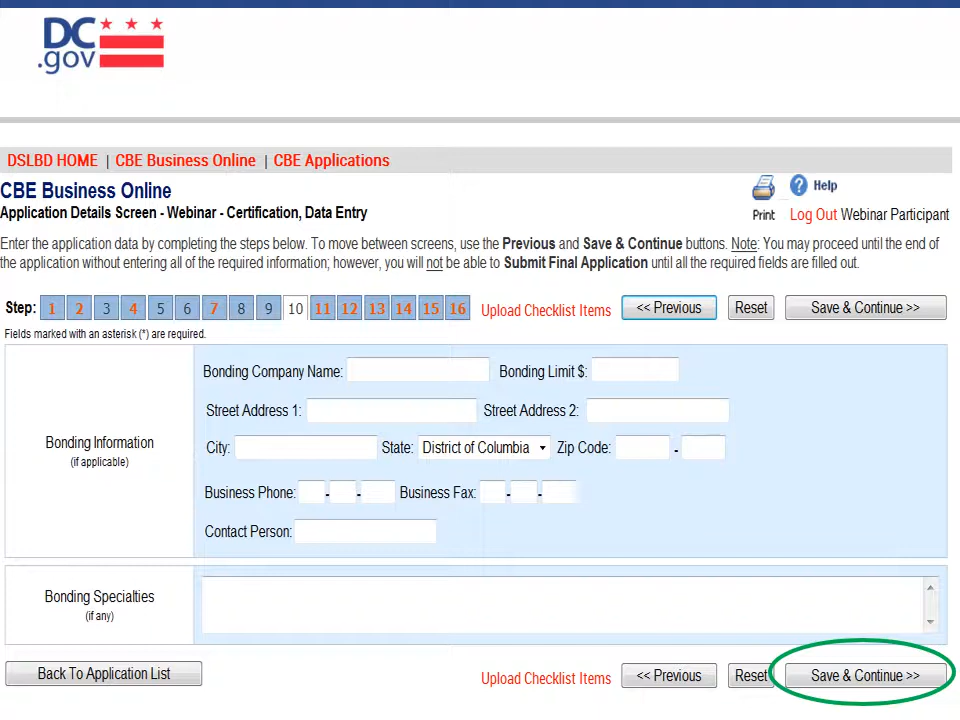 DC
.gov
DSLBD HOME | CBE Business Online | CBE Applications
CBE Business Online
Help
Application Details Screen - Webinar - Certification, Data Entry
Print Log Out Webinar Participant
Enter the application data by completing the steps below. To move between screens, use the Previous and Save & Continue buttons. Note: You may proceed until the end of
the application without entering all of the required information; however, you will not be able to Submit Final Application until all the required fields are filled out.
Step: 1 2 3 4 5 6 7 8 9 10 11 12 13 14 15 16 Upload Checklist Items << Previous Reset Save & Continue >>
Fields marked with an asterisk (*) are required.
Bonding Information
(if applicable)
Bonding Company Name: Bonding Limit $:
Street Address 1: Street Address 2:
City: State: District of Columbia Zip Code: -
Business Phone: - - Business Fax: - -
Contact Person:
Bonding Specialties
(if any)
Back To Application List Upload Checklist Items << Previous Reset Save & Continue >>